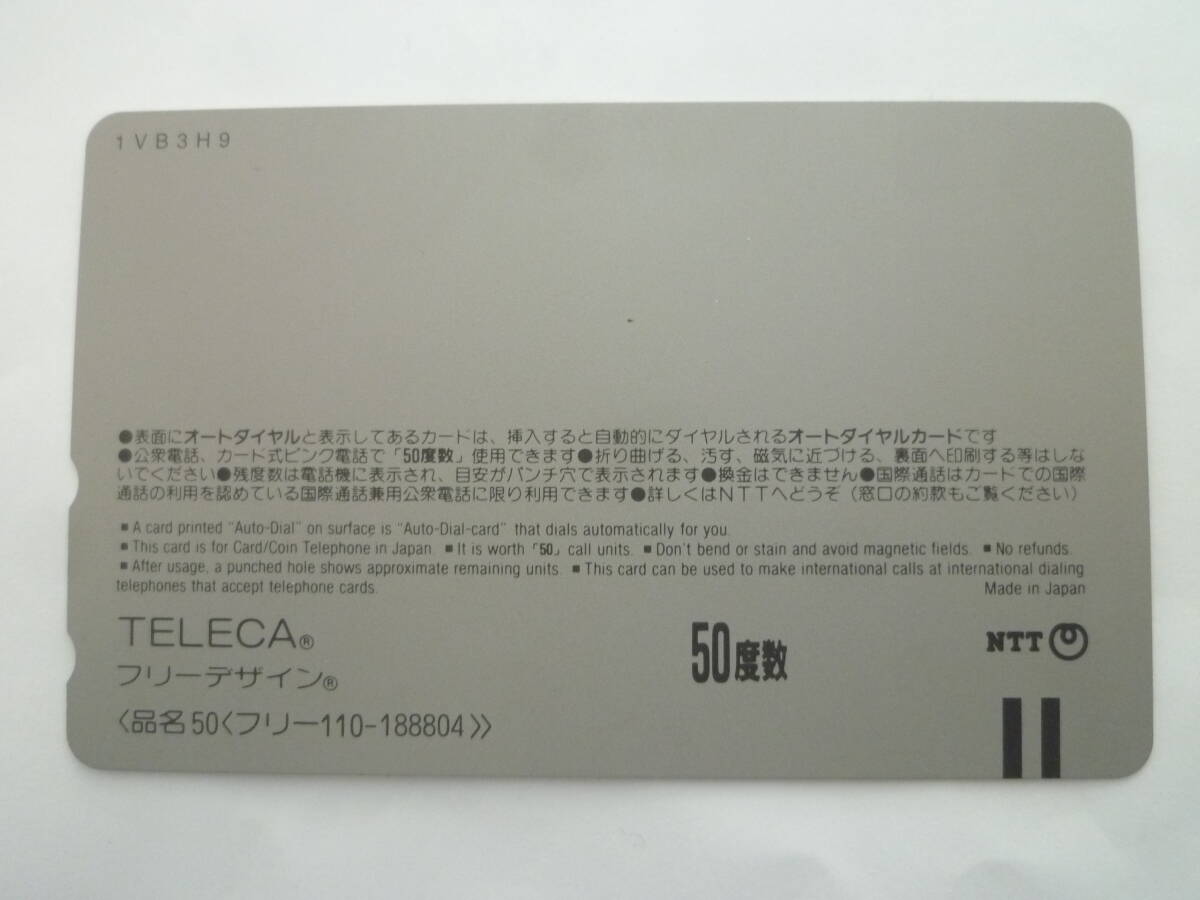 1VB3H9
●表面にオートダイヤルと表示してあるカードは、挿入すると自動的にダイヤルされるオートダイヤルカードです
●公衆電話、カード式ピンク電話で「50度数」使用できます●折り曲げる、汚す、磁気に近づける、裏面へ印刷する等はしな
いでください●残度数は電話機に表示され、目安がパンチ穴で表示されます●換金はできません●国際通話はカードでの国際
通話の利用を認めている国際通話兼用公衆電話に限り利用できます●詳しくはNTTへどうぞ(窓口の約款もご覧ください)
■A card printed "Auto-Dial" on surface is "Auto-Dial-card" that dials automatically for you.
■This card is for Card/Coin Telephone in Japan. ■It is worth「50」call units. ■Don't bend or stain and avoid magnetic fields. ■No refunds.
■After usage, a punched hole shows approximate remaining units. ■This card can be used to make international calls at international dialing
telephones that accept telephone cards. Made in Japan
TELECA®
フリーデザイン®
〈品名50〈フリー110-188804〉〉
50度数
NTT